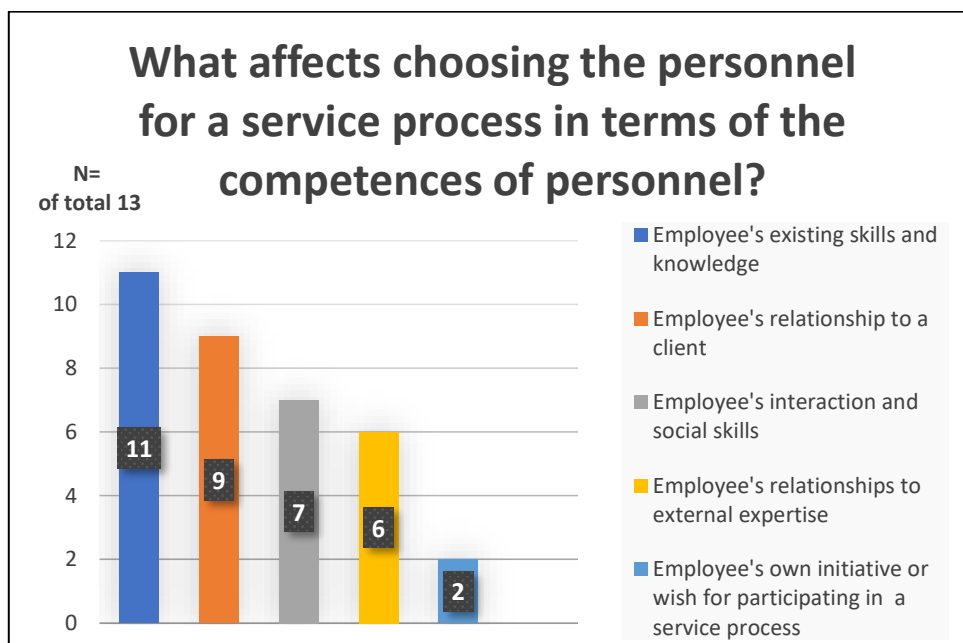 What affects choosing the personnel
for a service process in terms of the
competences of personnel?
N=
of total 13
12
10
8
6
4
2
0
11
9
7
6
2
Employee's existing skills and
knowledge
Employee's relationship to a
client
Employee's interaction and
social skills
Employee's relationships to
external expertise
Employee's own initiative or
wish for participating in a
service process